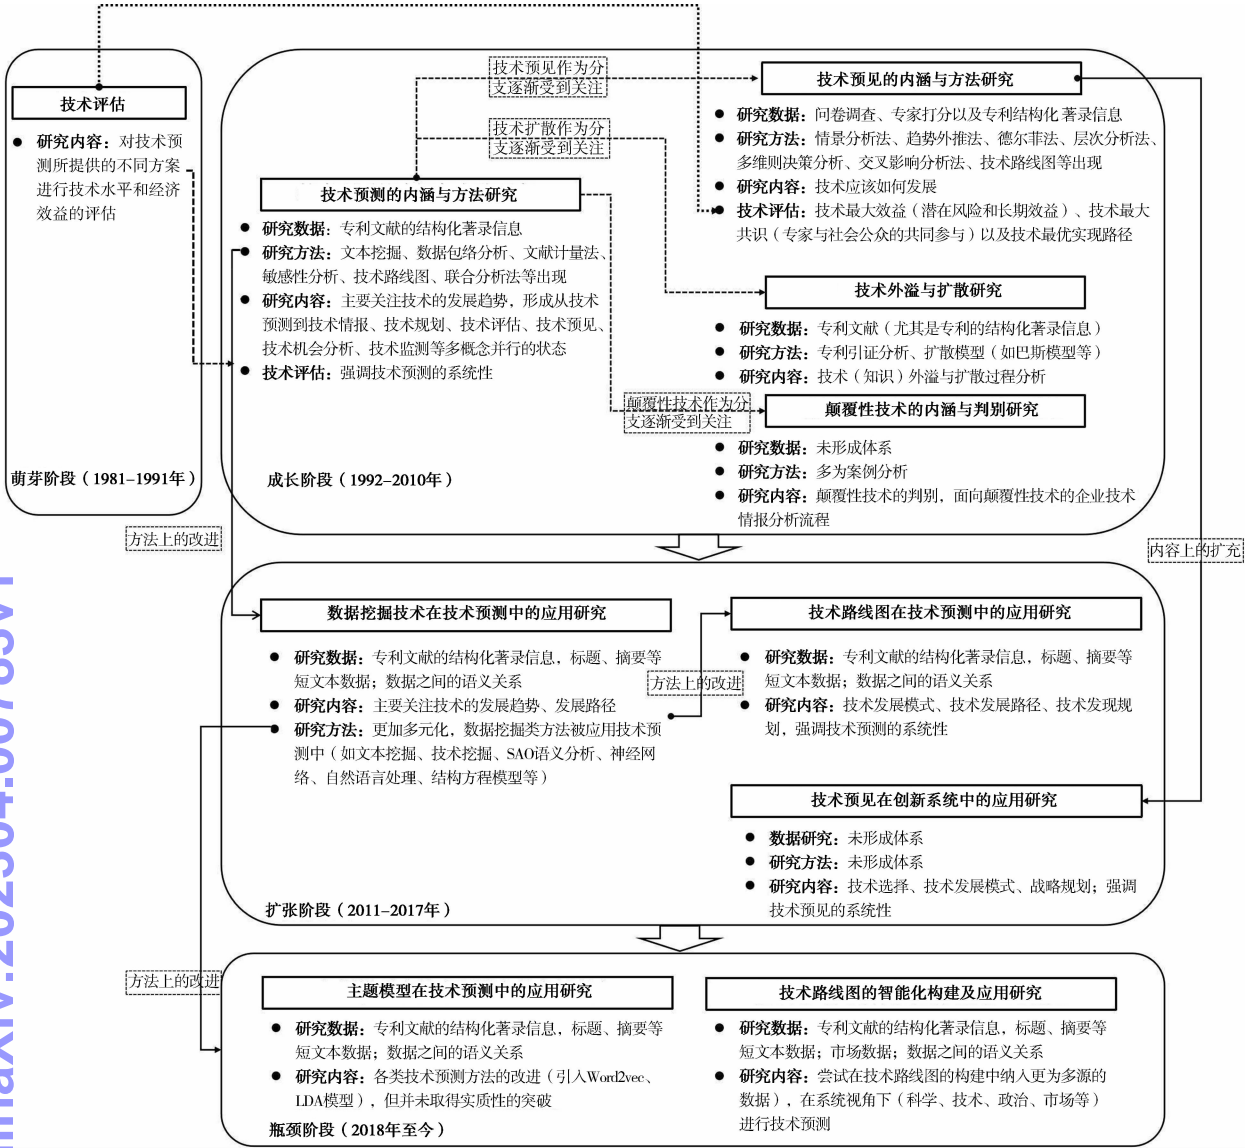 技术评估
研究内容：对技术预
测所提供的不同方案
进行技术水平和经济
效益的评估
萌芽阶段（1981-1991年）
技术预见作为分
支逐渐受到关注
技术扩散作为分
支逐渐受到关注
技术预测的内涵与方法研究
研究数据：专利文献的结构化著录信息
研究方法：文本挖掘、数据包络分析、文献计量法、
敏感性分析、技术路线图、联合分析法等出现
研究内容：主要关注技术的发展趋势，形成从技术
预测到技术情报、技术规划、技术评估、技术预见、
技术机会分析、技术监测等多概念并行的状态
技术评估：强调技术预测的系统性
成长阶段（1992-2010年）
技术预见的内涵与方法研究
研究数据：问卷调查、专家打分以及专利结构化 著录信息
研究方法：情景分析法、趋势外推法、德尔菲法、层次分析法、
多维则决策分析、交叉影响分析法、技术路线图等出现
研究内容：技术应该如何发展
技术评估：技术最大效益（潜在风险和长期效益）、技术最大
共识（专家与社会公众的共同参与）以及技术最优实现路径
技术外溢与扩散研究
研究数据：专利文献（尤其是专利的结构化著录信息）
研究方法：专利引证分析、扩散模型（如巴斯模型等）
研究内容：技术（知识）外溢与扩散过程分析
颠覆性技术作为分
支逐渐受到关注
颠覆性技术的内涵与判别研究
研究数据：未形成体系
研究方法：多为案例分析
研究内容：颠覆性技术的判别，面向颠覆性技术的企业技术
情报分析流程
方法上的改进
内容上的扩充
数据挖掘技术在技术预测中的应用研究
研究数据：专利文献的结构化著录信息，标题、摘要等
短文本数据；数据之间的语义关系
研究内容：主要关注技术的发展趋势、发展路径
研究方法：更加多元化，数据挖掘类方法被应用技术预
测中（如文本挖掘、技术挖掘、SAO语义分析、神经网
络、自然语言处理、结构方程模型等）
方法上的改进
技术路线图在技术预测中的应用研究
研究数据：专利文献的结构化著录信息，标题、摘要等
短文本数据；数据之间的语义关系
研究内容：技术发展模式、技术发展路径、技术发现规
划，强调技术预测的系统性
技术预见在创新系统中的应用研究
数据研究：未形成体系
研究方法：未形成体系
研究内容：技术选择、技术发展模式、战略规划；强调
技术预见的系统性
扩张阶段（2011-2017年）
方法上的改进
主题模型在技术预测中的应用研究
研究数据：专利文献的结构化著录信息，标题、摘要等
短文本数据；数据之间的语义关系
研究内容：各类技术预测方法的改进（引入Word2vec、
LDA模型），但并未取得实质性的突破
瓶颈阶段（2018年至今）
技术路线图的智能化构建及应用研究
研究数据：专利文献的结构化著录信息，标题、摘要等
短文本数据；市场数据；数据之间的语义关系
研究内容：尝试在技术路线图的构建中纳入更为多源的
数据），在系统视角下（科学、技术、政治、市场等）
进行技术预测